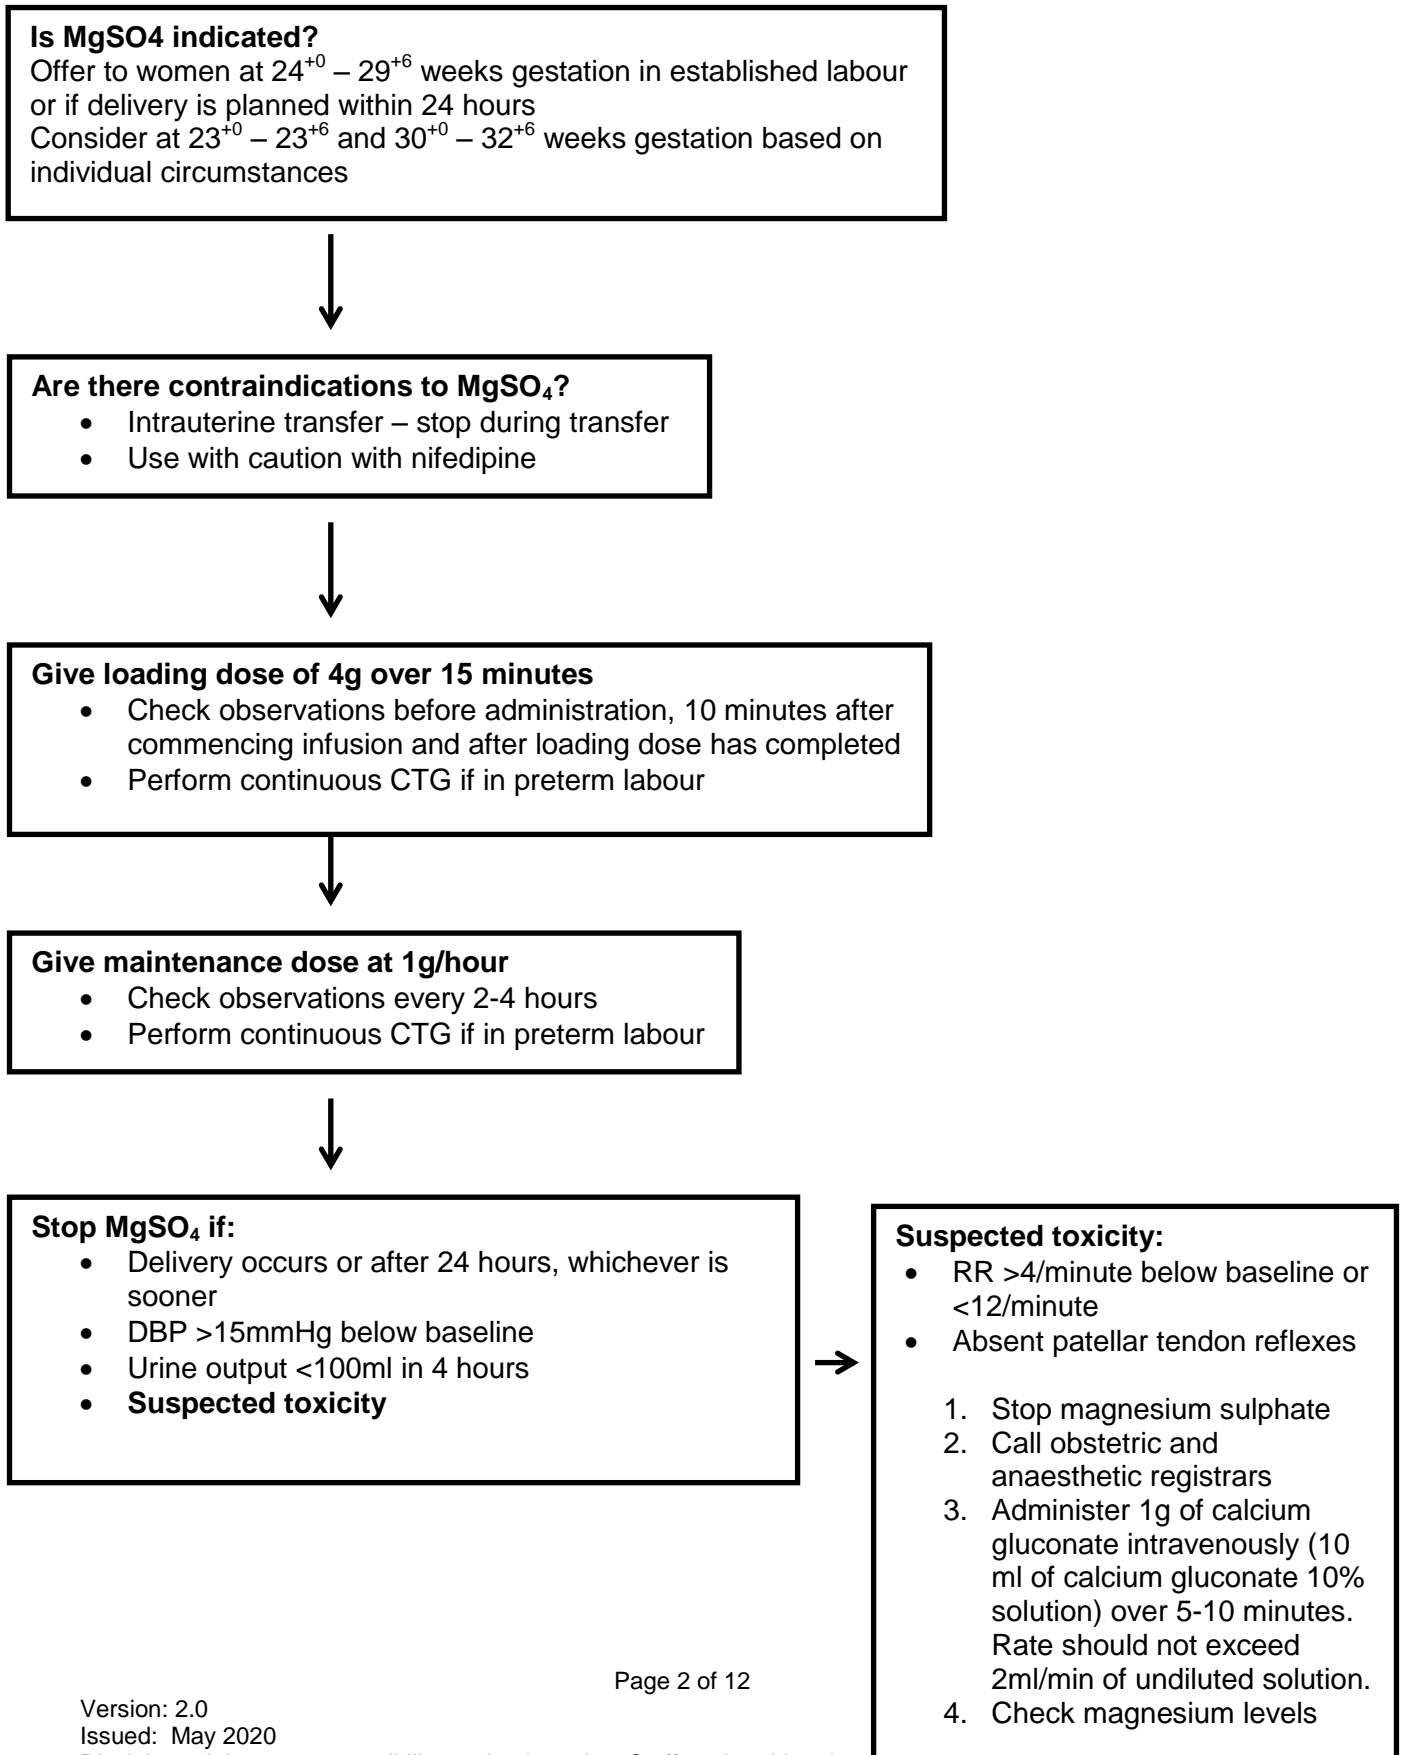 Is MgSO4 indicated?
Offer to women at 24⁺⁰ – 29⁺⁶ weeks gestation in established labour
or if delivery is planned within 24 hours
Consider at 23⁺⁰ – 23⁺⁶ and 30⁺⁰ – 32⁺⁶ weeks gestation based on
individual circumstances
Are there contraindications to MgSO₄?
• Intrauterine transfer – stop during transfer
• Use with caution with nifedipine
Give loading dose of 4g over 15 minutes
• Check observations before administration, 10 minutes after
commencing infusion and after loading dose has completed
• Perform continuous CTG if in preterm labour
Give maintenance dose at 1g/hour
• Check observations every 2-4 hours
• Perform continuous CTG if in preterm labour
Stop MgSO₄ if:
• Delivery occurs or after 24 hours, whichever is
sooner
• DBP >15mmHg below baseline
• Urine output <100ml in 4 hours
• Suspected toxicity
Suspected toxicity:
• RR >4/minute below baseline or
<12/minute
• Absent patellar tendon reflexes
1. Stop magnesium sulphate
2. Call obstetric and
anaesthetic registrars
3. Administer 1g of calcium
gluconate intravenously (10
ml of calcium gluconate 10%
solution) over 5-10 minutes.
Rate should not exceed
2ml/min of undiluted solution.
4. Check magnesium levels
Page 2 of 12
Version: 2.0
Issued: May 2020